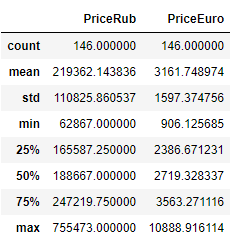 PriceRub PriceEuro
count 146.000000 146.000000
mean 219362.143836 3161.748974
std 110825.860537 1597.374756
min 62867.000000 906.125685
25% 165587.250000 2386.671231
50% 188667.000000 2719.328337
75% 247219.750000 3563.271116
max 755473.000000 10888.916114